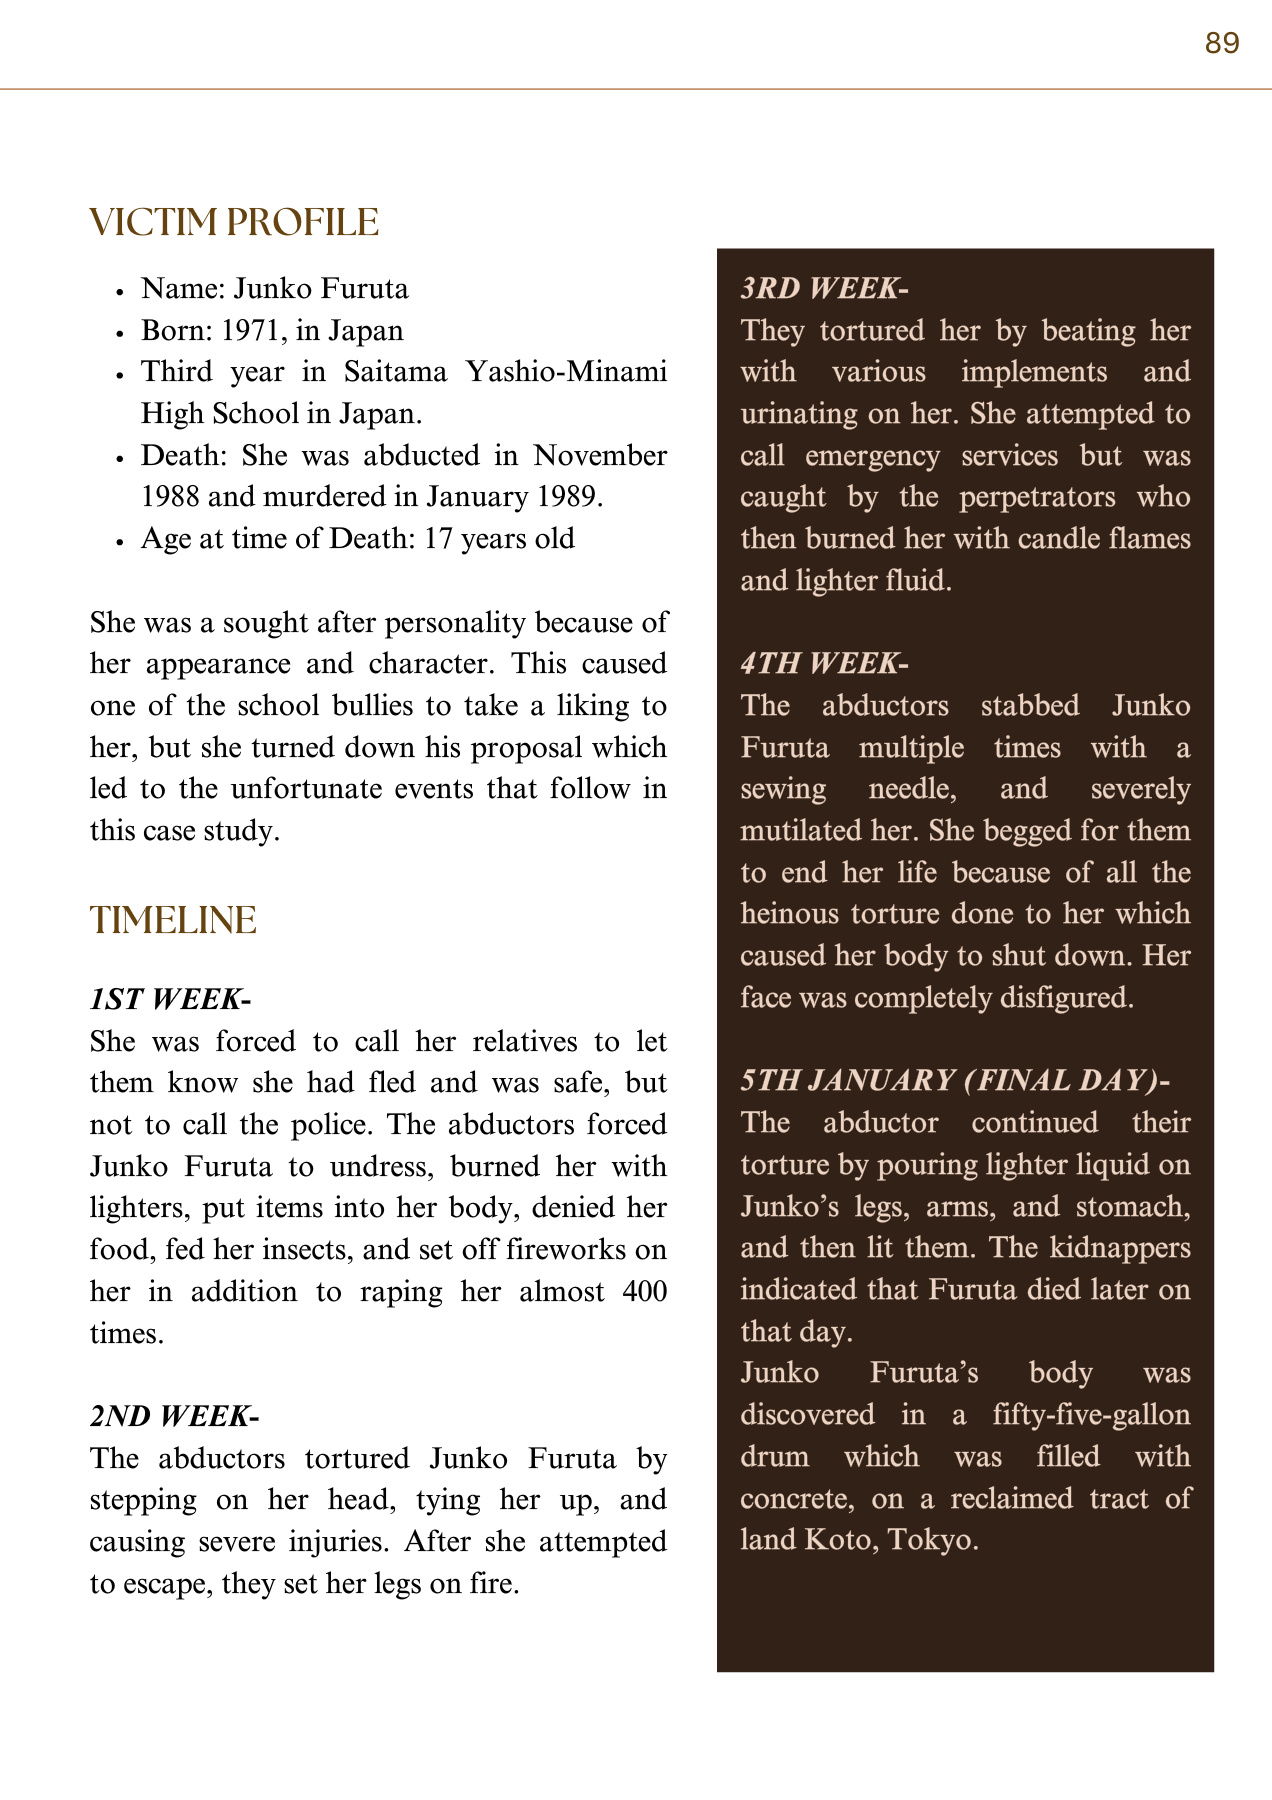 89
VICTIM PROFILE
• Name: Junko Furuta
• Born: 1971, in Japan
• Third year in Saitama Yashio-Minami
High School in Japan.
• Death: She was abducted in November
1988 and murdered in January 1989.
• Age at time of Death: 17 years old
She was a sought after personality because of
her appearance and character. This caused
one of the school bullies to take a liking to
her, but she turned down his proposal which
led to the unfortunate events that follow in
this case study.
TIMELINE
1ST WEEK-
She was forced to call her relatives to let
them know she had fled and was safe, but
not to call the police. The abductors forced
Junko Furuta to undress, burned her with
lighters, put items into her body, denied her
food, fed her insects, and set off fireworks on
her in addition to raping her almost 400
times.
2ND WEEK-
The abductors tortured Junko Furuta by
stepping on her head, tying her up, and
causing severe injuries. After she attempted
to escape, they set her legs on fire.
3RD WEEK-
They tortured her by beating her
with various implements and
urinating on her. She attempted to
call emergency services but was
caught by the perpetrators who
then burned her with candle flames
and lighter fluid.
4TH WEEK-
The abductors stabbed Junko
Furuta multiple times with a
sewing needle, and severely
mutilated her. She begged for them
to end her life because of all the
heinous torture done to her which
caused her body to shut down. Her
face was completely disfigured.
5TH JANUARY (FINAL DAY)-
The abductor continued their
torture by pouring lighter liquid on
Junko’s legs, arms, and stomach,
and then lit them. The kidnappers
indicated that Furuta died later on
that day.
Junko Furuta’s body was
discovered in a fifty-five-gallon
drum which was filled with
concrete, on a reclaimed tract of
land Koto, Tokyo.